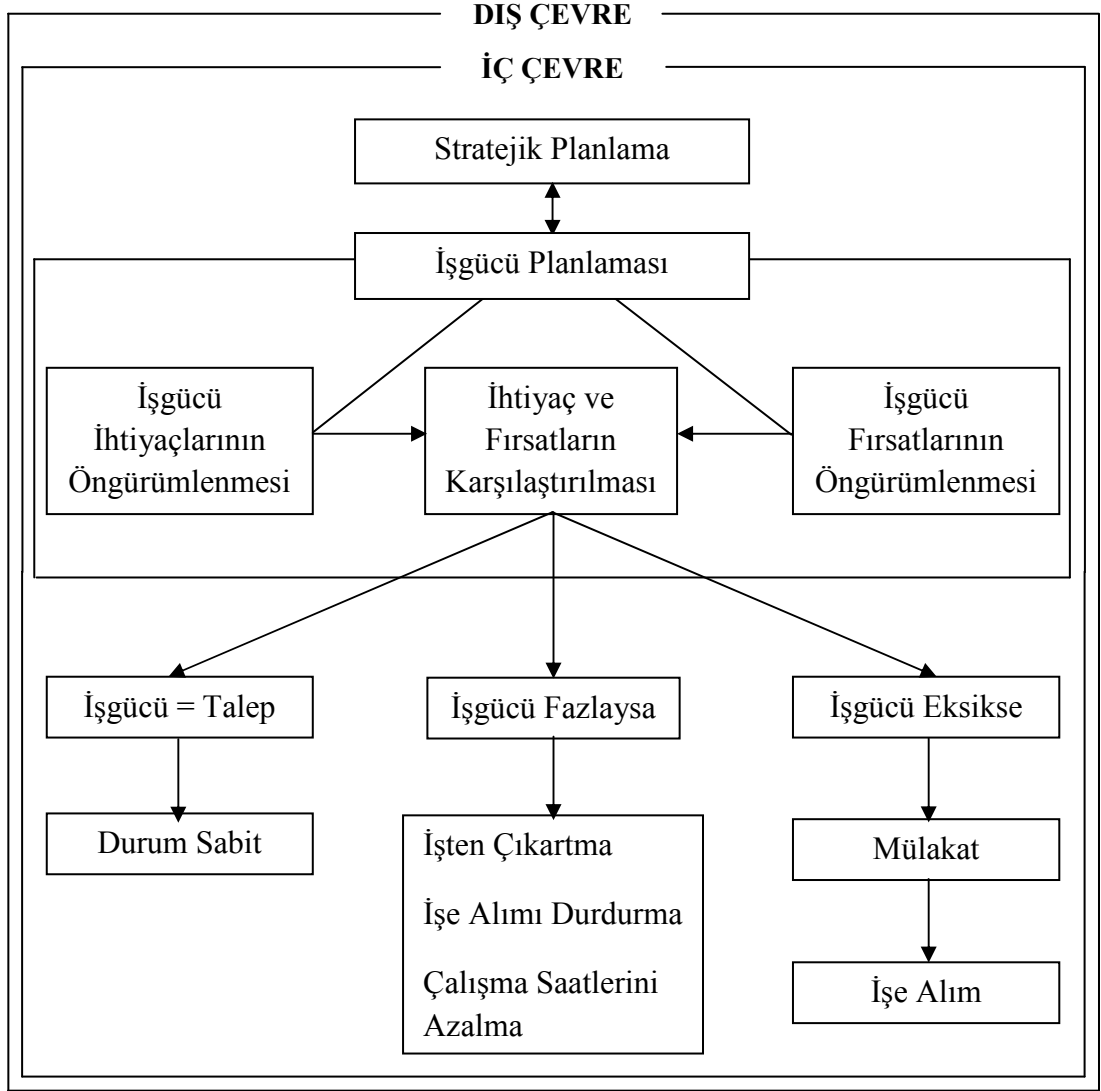 DIŞ ÇEVRE
İÇ ÇEVRE
Stratejik Planlama
İşgücü Planlaması
İşgücü
İhtiyaçlarının
Öngürümlenmesi
İhtiyaç ve
Fırsatların
Karşılaştırılması
İşgücü
Fırsatlarının
Öngürümlenmesi
İşgücü = Talep
İşgücü Fazlaysa
İşgücü Eksikse
Durum Sabit
İşten Çıkartma
İşe Alımı Durdurma
Çalışma Saatlerini
Azalma
Mülakat
İşe Alım